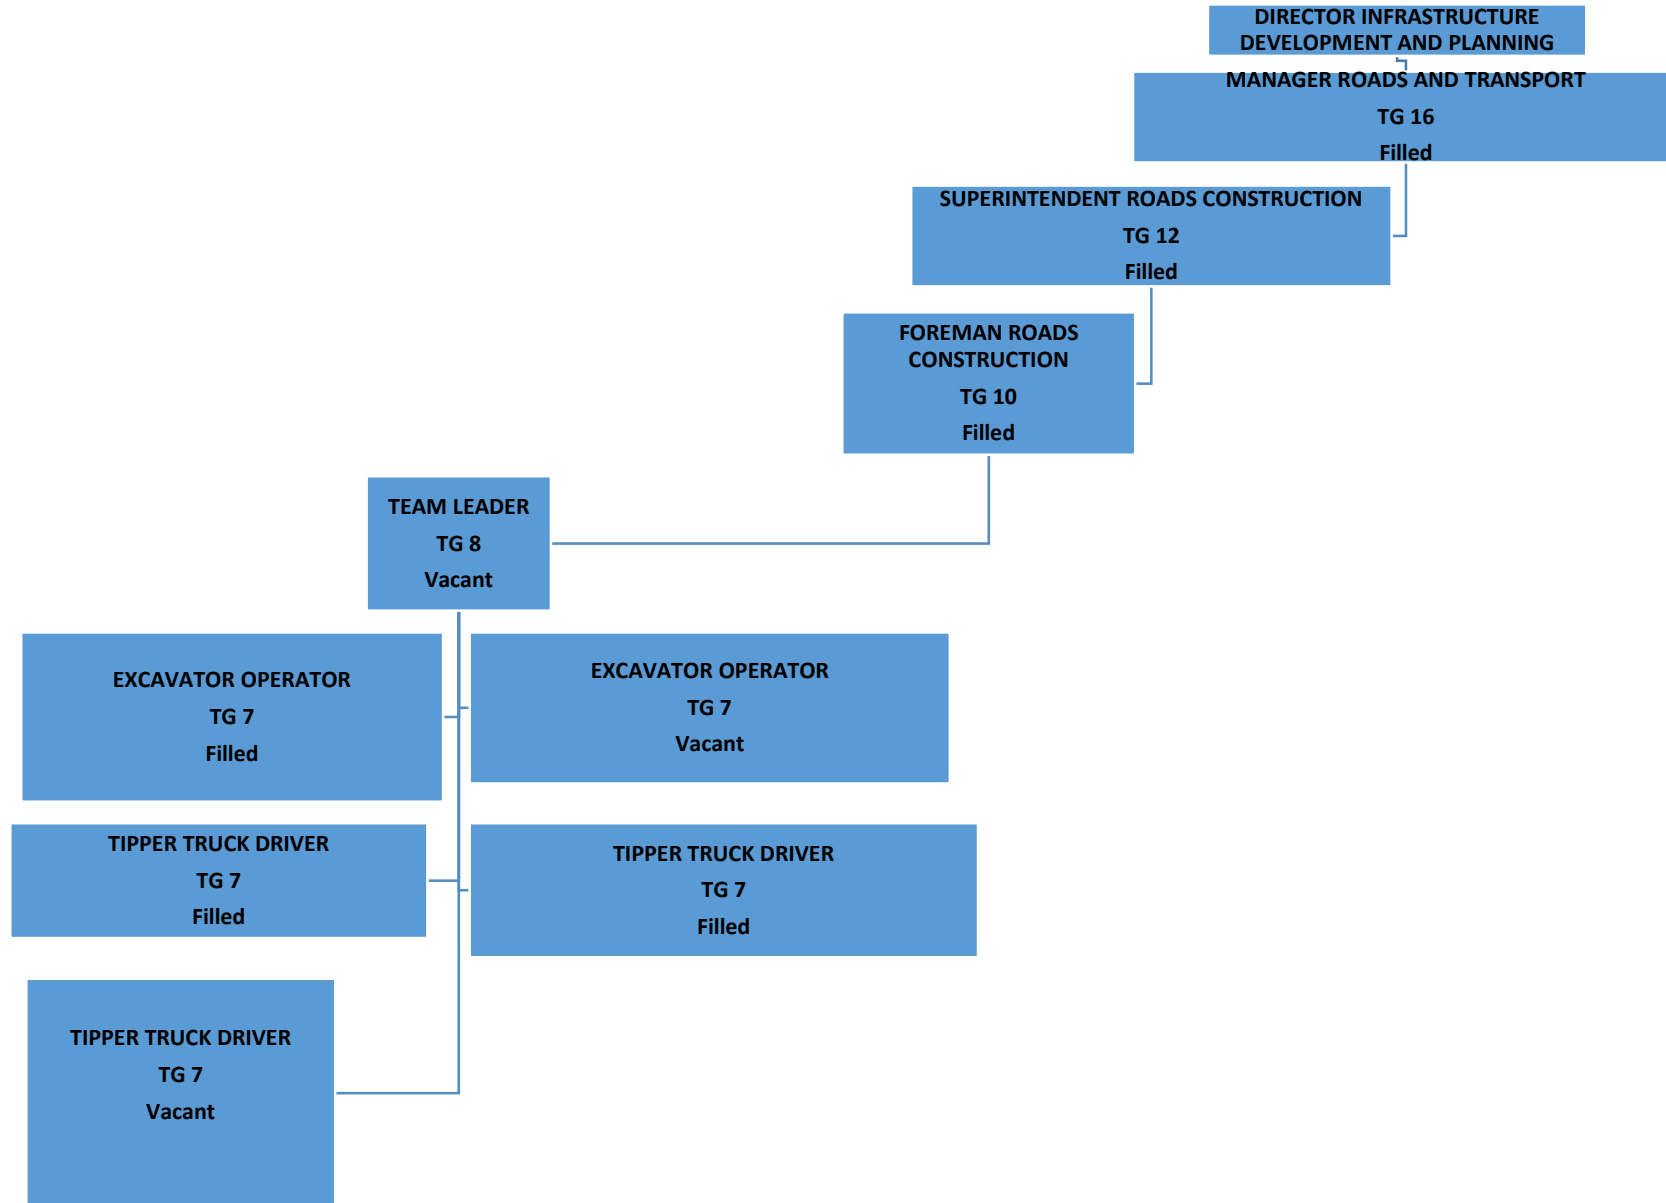 DIRECTOR INFRASTRUCTURE
DEVELOPMENT AND PLANNING
MANAGER ROADS AND TRANSPORT
TG 16
Filled
SUPERINTENDENT ROADS CONSTRUCTION
TG 12
Filled
FOREMAN ROADS
CONSTRUCTION
TG 10
Filled
TEAM LEADER
TG 8
Vacant
EXCAVATOR OPERATOR
TG 7
Filled
EXCAVATOR OPERATOR
TG 7
Vacant
TIPPER TRUCK DRIVER
TG 7
Filled
TIPPER TRUCK DRIVER
TG 7
Filled
TIPPER TRUCK DRIVER
TG 7
Vacant